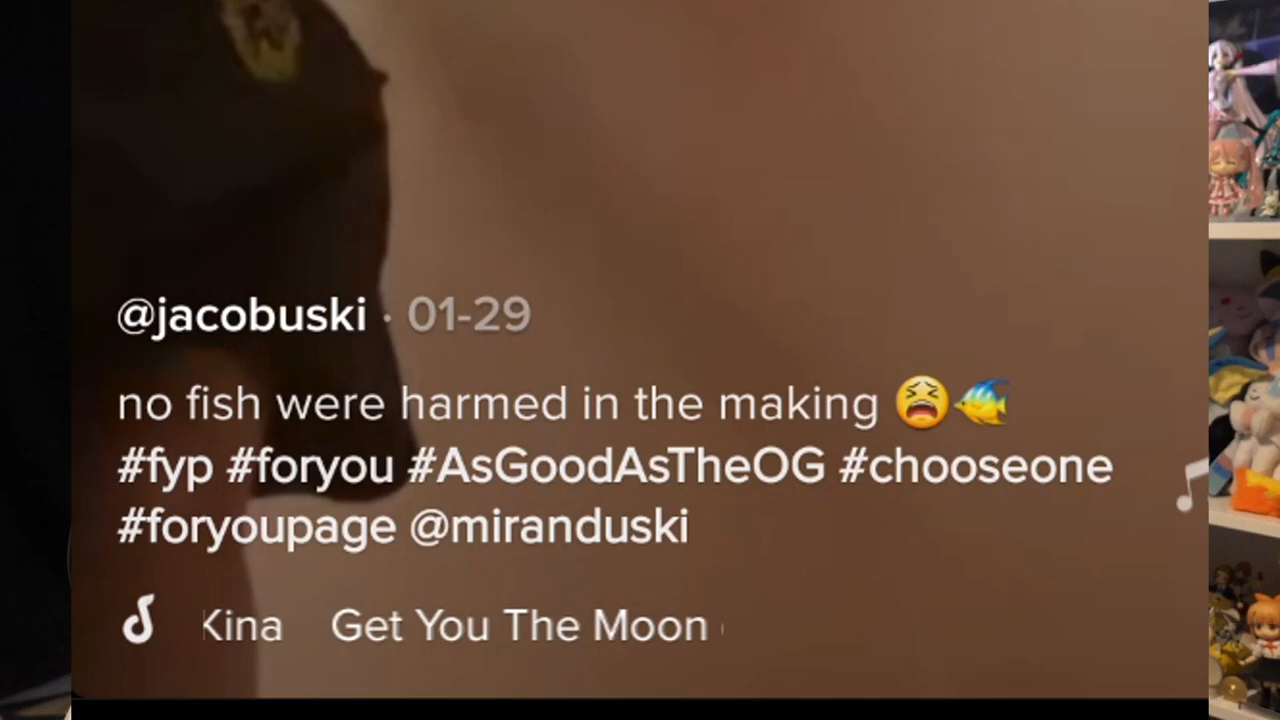 @jacobuski · 01-29
no fish were harmed in the making 😫🐠
#fyp #foryou #AsGoodAsTheOG #chooseone
#foryoupage @miranduski
Kina Get You The Moon